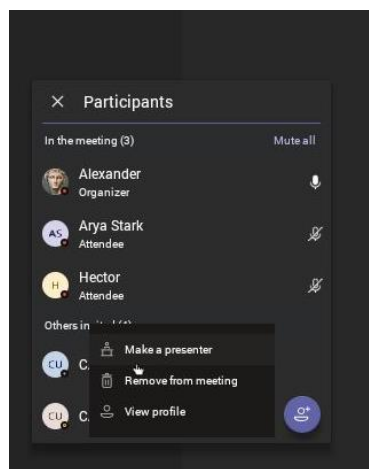 Participants
In the meeting (3)
Mute all
Alexander
Organizer
AS
Arya Stark
Attendee
H
Hector
Attendee
Others in
Make a presenter
CU
C
Remove from meeting
View profile
CU
C